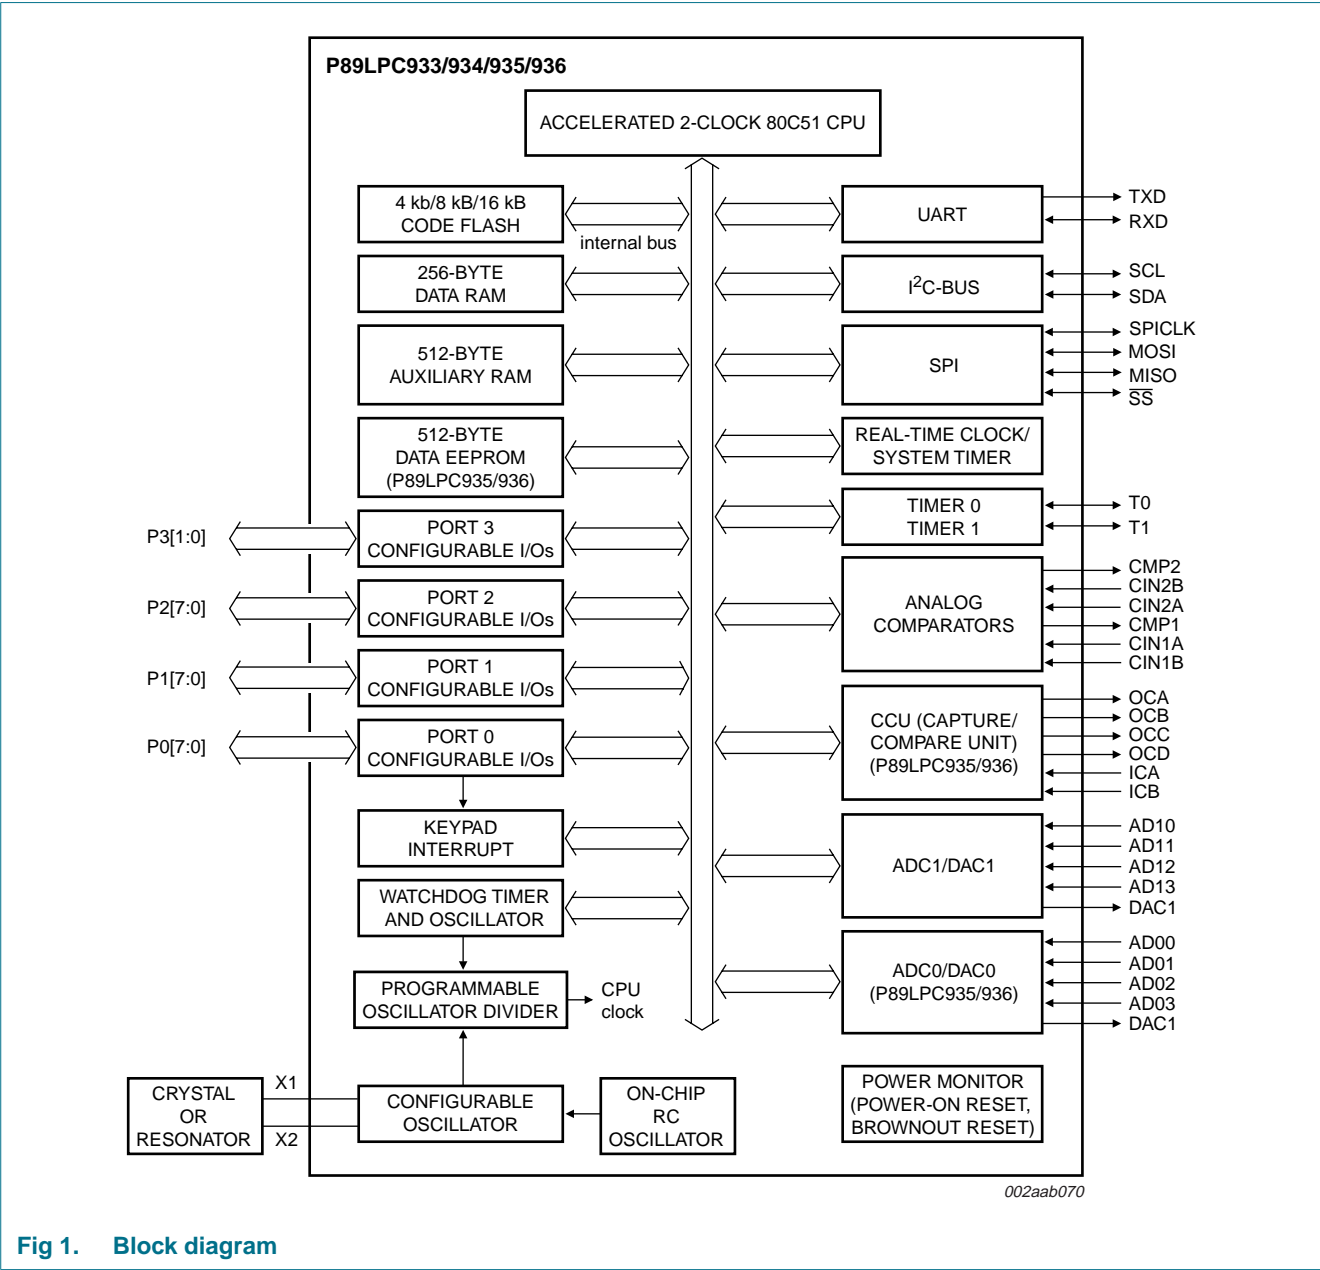 P89LPC933/934/935/936
ACCELERATED 2-CLOCK 80C51 CPU
4 kb/8 kB/16 kB
CODE FLASH
internal bus
256-BYTE
DATA RAM
512-BYTE
AUXILIARY RAM
512-BYTE
DATA EEPROM
(P89LPC935/936)
P3[1:0]
PORT 3
CONFIGURABLE I/Os
P2[7:0]
PORT 2
CONFIGURABLE I/Os
P1[7:0]
PORT 1
CONFIGURABLE I/Os
P0[7:0]
PORT 0
CONFIGURABLE I/Os
KEYPAD
INTERRUPT
WATCHDOG TIMER
AND OSCILLATOR
PROGRAMMABLE
OSCILLATOR DIVIDER
CPU
clock
CRYSTAL
OR
RESONATOR
X1
X2
CONFIGURABLE
OSCILLATOR
ON-CHIP
RC
OSCILLATOR
UART
TXD
RXD
I²C-BUS
SCL
SDA
SPI
SPICLK
MOSI
MISO
S̅S̅
REAL-TIME CLOCK/
SYSTEM TIMER
TIMER 0
TIMER 1
T0
T1
ANALOG
COMPARATORS
CMP2
CIN2B
CIN2A
CMP1
CIN1A
CIN1B
CCU (CAPTURE/
COMPARE UNIT)
(P89LPC935/936)
OCA
OCB
OCC
OCD
ICA
ICB
ADC1/DAC1
AD10
AD11
AD12
AD13
DAC1
ADC0/DAC0
(P89LPC935/936)
AD00
AD01
AD02
AD03
DAC1
POWER MONITOR
(POWER-ON RESET,
BROWNOUT RESET)
002aab070
Fig 1. Block diagram